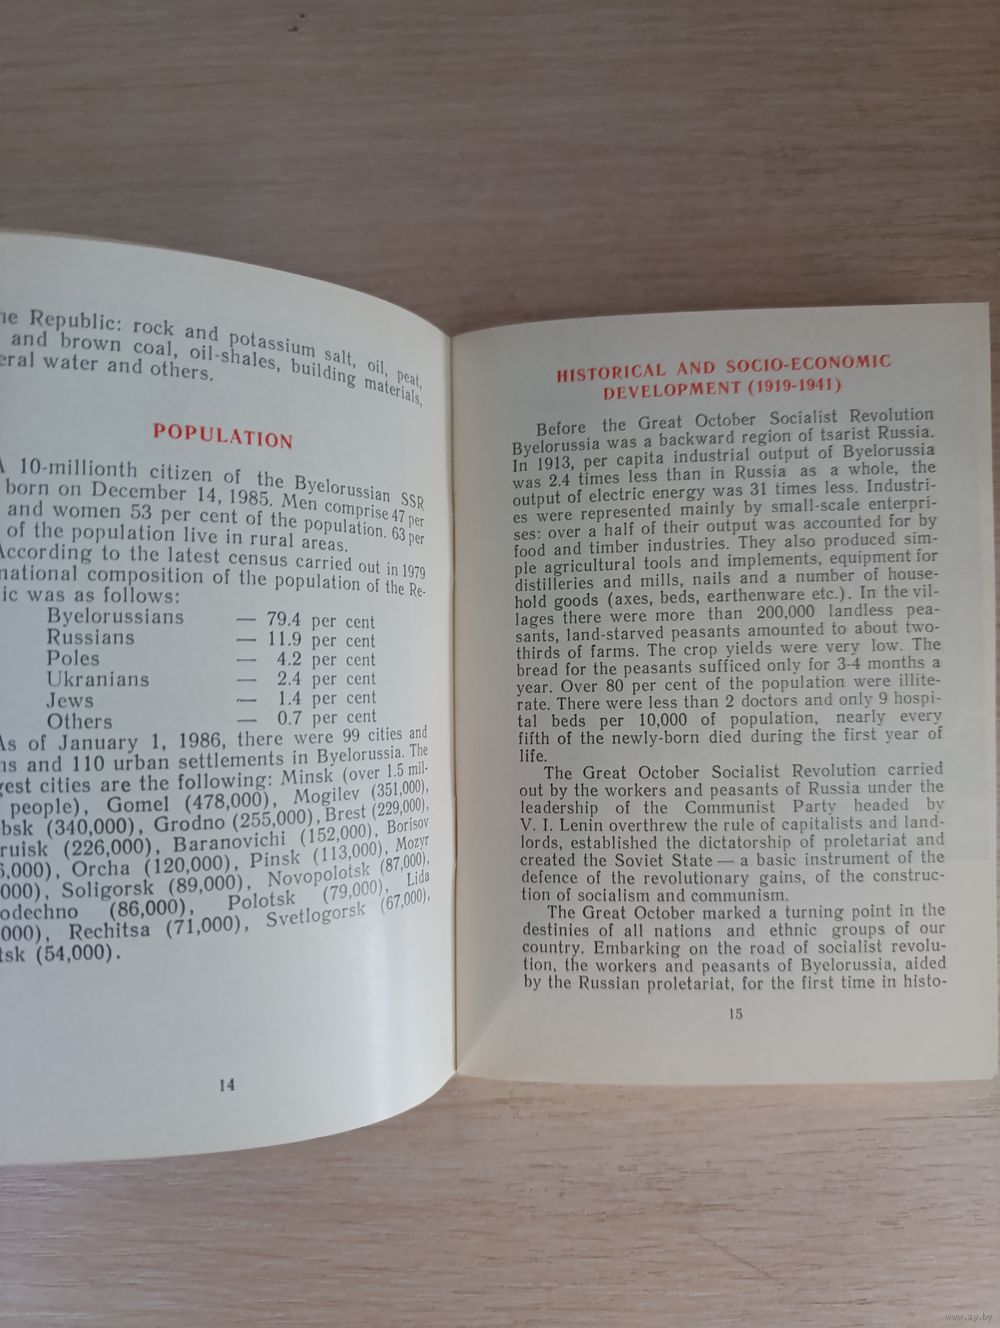 he Republic: rock and potassium salt, oil, peat,
and brown coal, oil-shales, building materials,
eral water and others.
POPULATION
A 10-millionth citizen of the Byelorussian SSR
born on December 14, 1985. Men comprise 47 per
and women 53 per cent of the population. 63 per
of the population live in rural areas.
According to the latest census carried out in 1979
national composition of the population of the Re-
ic was as follows:
Byelorussians — 79.4 per cent
Russians — 11.9 per cent
Poles — 4.2 per cent
Ukranians — 2.4 per cent
Jews — 1.4 per cent
Others — 0.7 per cent
As of January 1, 1986, there were 99 cities and
ns and 110 urban settlements in Byelorussia. The
gest cities are the following: Minsk (over 1.5 mil-
people), Gomel (478,000), Mogilev (351,000),
bsk (340,000), Grodno (255,000), Brest (229,000),
ruisk (226,000), Baranovichi (152,000), Borisov
6,000), Orcha (120,000), Pinsk (113,000), Mozyr
000), Soligorsk (89,000), Novopolotsk (87,000),
odechno (86,000), Polotsk (79,000), Lida
000), Rechitsa (71,000), Svetlogorsk (67,000),
tsk (54,000).
14
HISTORICAL AND SOCIO-ECONOMIC
DEVELOPMENT (1919-1941)
Before the Great October Socialist Revolution
Byelorussia was a backward region of tsarist Russia.
In 1913, per capita industrial output of Byelorussia
was 2.4 times less than in Russia as a whole, the
output of electric energy was 31 times less. Industri-
es were represented mainly by small-scale enterpri-
ses: over a half of their output was accounted for by
food and timber industries. They also produced sim-
ple agricultural tools and implements, equipment for
distilleries and mills, nails and a number of house-
hold goods (axes, beds, earthenware etc.). In the vil-
lages there were more than 200,000 landless pea-
sants, land-starved peasants amounted to about two-
thirds of farms. The crop yields were very low. The
bread for the peasants sufficed only for 3-4 months a
year. Over 80 per cent of the population were illite-
rate. There were less than 2 doctors and only 9 hospi-
tal beds per 10,000 of population, nearly every
fifth of the newly-born died during the first year of
life.
The Great October Socialist Revolution carried
out by the workers and peasants of Russia under the
leadership of the Communist Party headed by
V. I. Lenin overthrew the rule of capitalists and land-
lords, established the dictatorship of proletariat and
created the Soviet State — a basic instrument of the
defence of the revolutionary gains, of the construc-
tion of socialism and communism.
The Great October marked a turning point in the
destinies of all nations and ethnic groups of our
country. Embarking on the road of socialist revolu-
tion, the workers and peasants of Byelorussia, aided
by the Russian proletariat, for the first time in histo-
15
www.ay.by